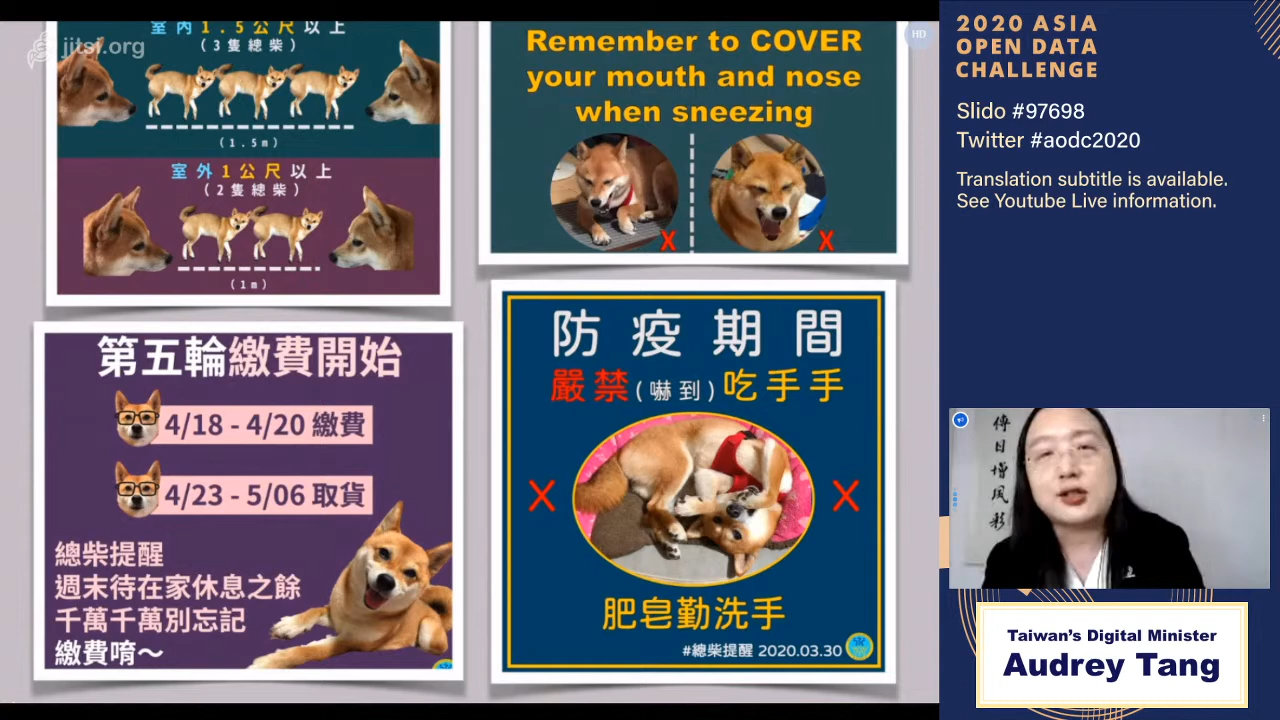 jitsi.org
HD
室內1.5公尺以上
(3隻總柴)
(1.5m)
室外1公尺以上
(2隻總柴)
(1m)
Remember to COVER
your mouth and nose
when sneezing
X X
第五輪繳費開始
4/18 - 4/20 繳費
4/23 - 5/06 取貨
總柴提醒
週末待在家休息之餘
千萬千萬別忘記
繳費唷～
防疫期間
嚴禁(嚇到)吃手手
X X
肥皂勤洗手
#總柴提醒 2020.03.30
2020 ASIA
OPEN DATA
CHALLENGE
Slido #97698
Twitter #aodc2020
Translation subtitle is available.
See Youtube Live information.
傳
日
增
風
彩
Taiwan's Digital Minister
Audrey Tang